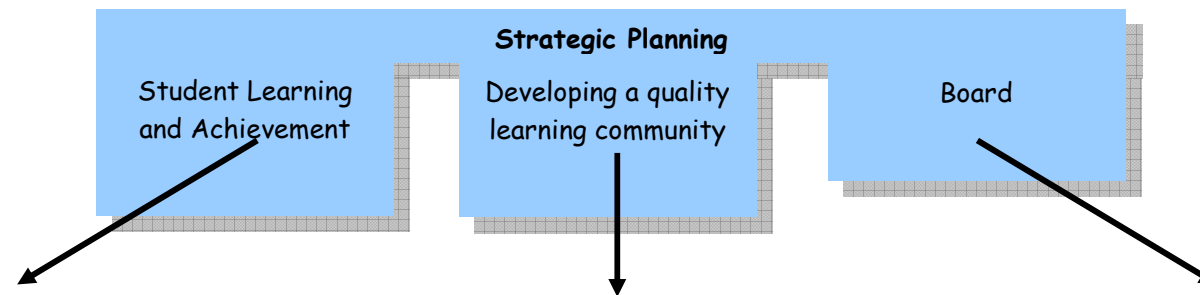 Strategic Planning
Student Learning
and Achievement
Developing a quality
learning community
Board